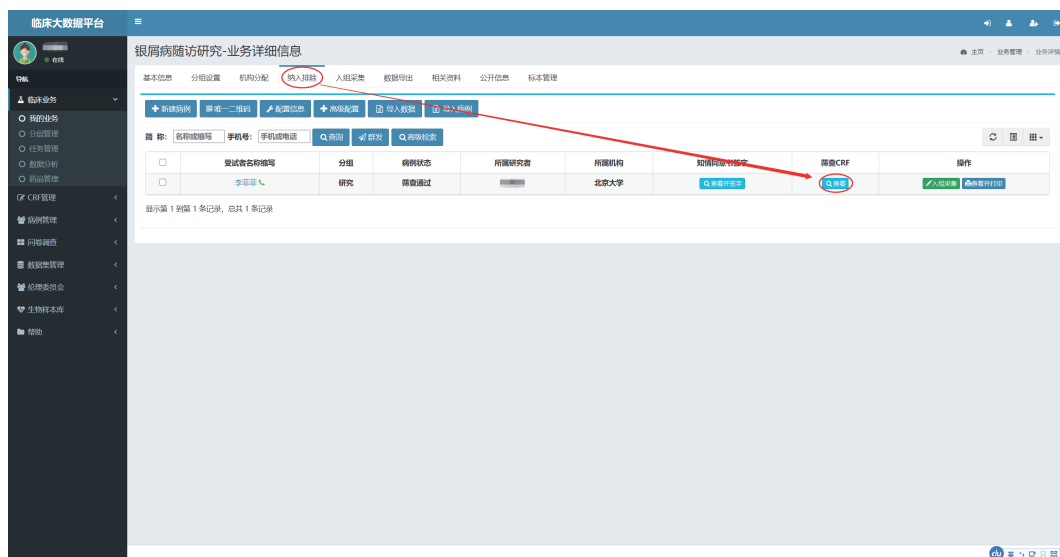 临床大数据平台
银屑病随访研究-业务详细信息
主页 > 业务管理 > 业务详情
在线
导航
临床业务
我的业务
分层管理
任务管理
数据分析
药品管理
CRF管理
病例管理
问卷调查
数据集管理
伦理委员会
生物样本库
帮助
基本信息 分组设置 机构分配 纳入排除 入组采集 数据导出 相关资料 公开信息 标本管理
新建病例 唯一二维码 配置信息 高级配置 导入数据 导入病例
简 称: 名称或缩写 手机号: 手机或电话 查询 群发 高级检索
受试者名称缩写 分组 病例状态 所属研究者 所属机构 知情同意书签字 筛查CRF 操作
李菲菲 研究 筛查通过 北京大学 查看并签字 查看 入组采集 查看并打印
显示第 1 到第 1 条记录，总共 1 条记录